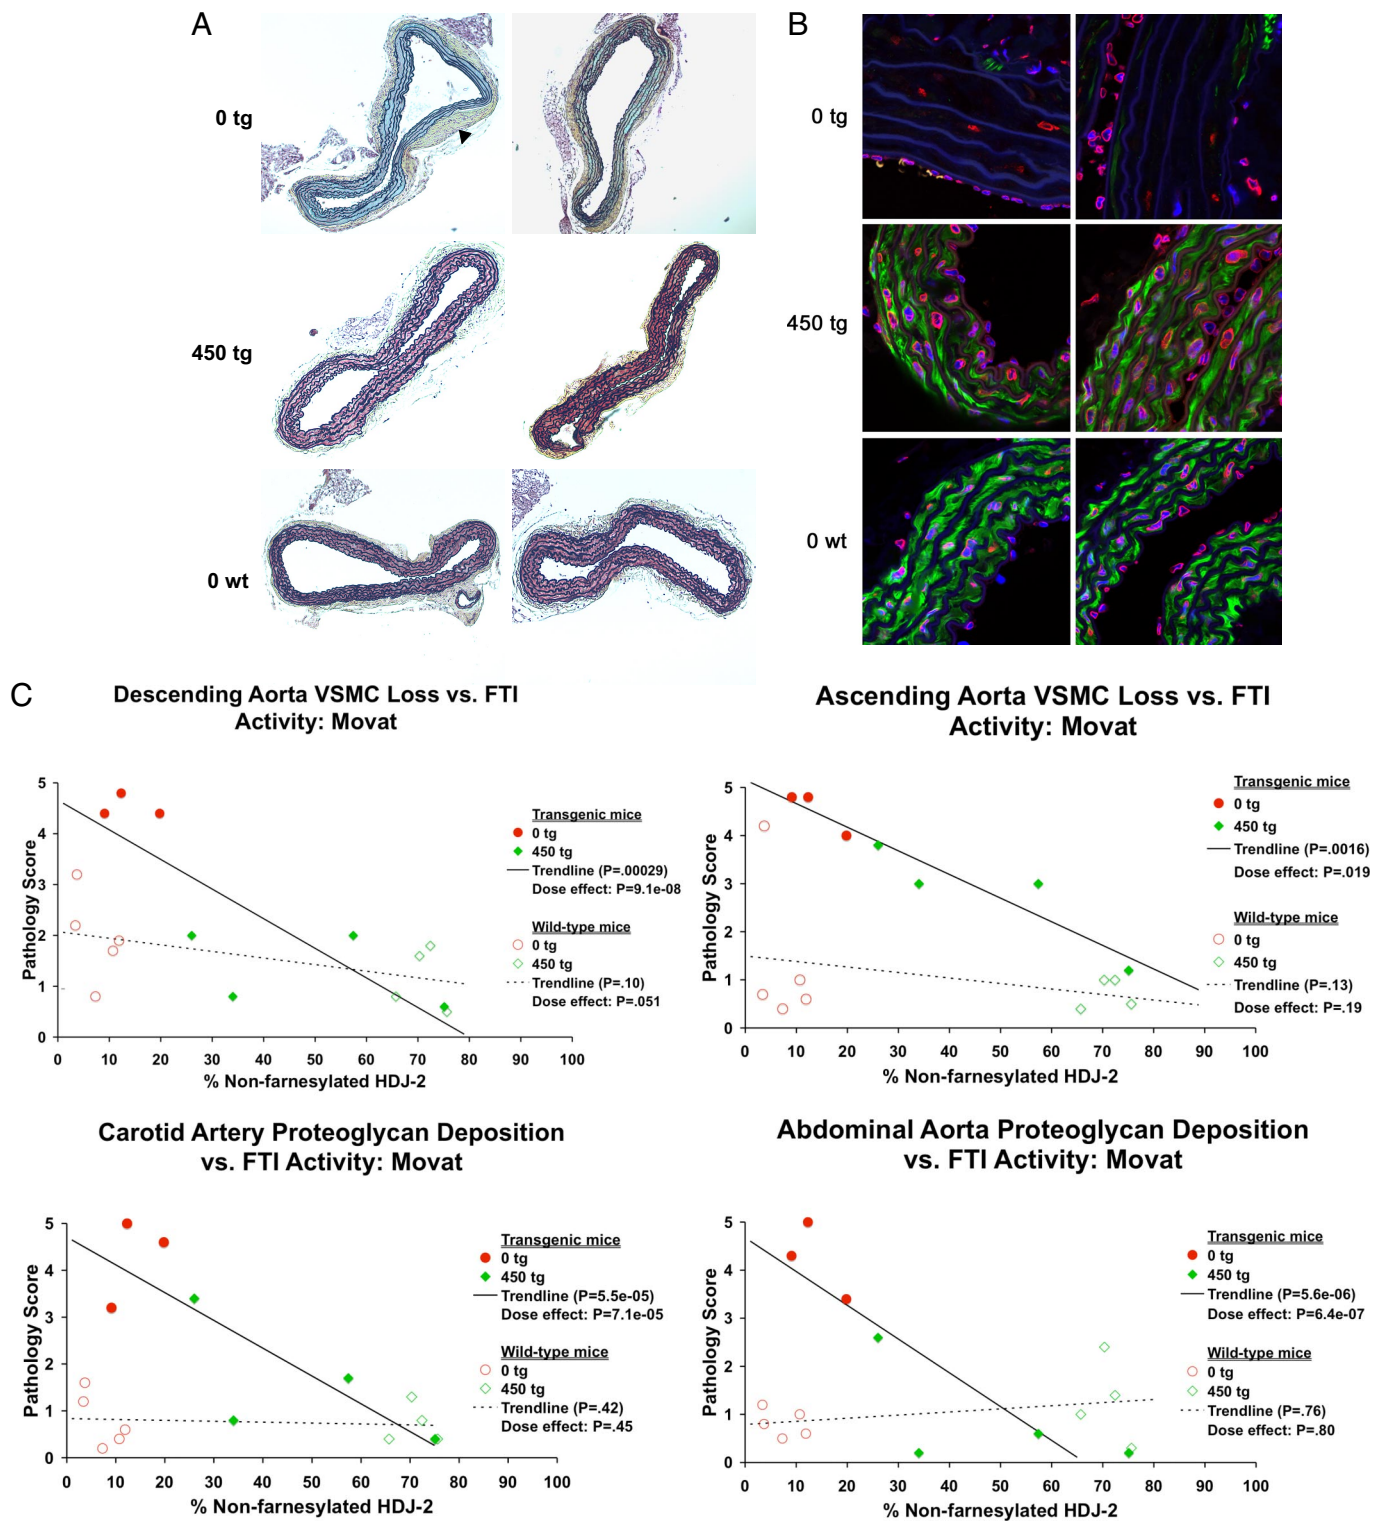 A
B
0 tg
450 tg
0 wt
0 tg
450 tg
0 wt
C
Descending Aorta VSMC Loss vs. FTI
Activity: Movat
Pathology Score
5
4
3
2
1
0
0 10 20 30 40 50 60 70 80 90 100
% Non-farnesylated HDJ-2
Transgenic mice
0 tg
450 tg
Trendline (P=.00029)
Dose effect: P=9.1e-08
Wild-type mice
0 tg
450 tg
Trendline (P=.10)
Dose effect: P=.051
Ascending Aorta VSMC Loss vs. FTI
Activity: Movat
Pathology Score
5
4
3
2
1
0
0 10 20 30 40 50 60 70 80 90 100
% Non-farnesylated HDJ-2
Transgenic mice
0 tg
450 tg
Trendline (P=.0016)
Dose effect: P=.019
Wild-type mice
0 tg
450 tg
Trendline (P=.13)
Dose effect: P=.19
Carotid Artery Proteoglycan Deposition
vs. FTI Activity: Movat
Pathology Score
5
4
3
2
1
0
0 10 20 30 40 50 60 70 80 90 100
% Non-farnesylated HDJ-2
Transgenic mice
0 tg
450 tg
Trendline (P=5.5e-05)
Dose effect: P=7.1e-05
Wild-type mice
0 tg
450 tg
Trendline (P=.42)
Dose effect: P=.45
Abdominal Aorta Proteoglycan Deposition
vs. FTI Activity: Movat
Pathology Score
5
4
3
2
1
0
0 10 20 30 40 50 60 70 80 90 100
% Non-farnesylated HDJ-2
Transgenic mice
0 tg
450 tg
Trendline (P=5.6e-06)
Dose effect: P=6.4e-07
Wild-type mice
0 tg
450 tg
Trendline (P=.76)
Dose effect: P=.80